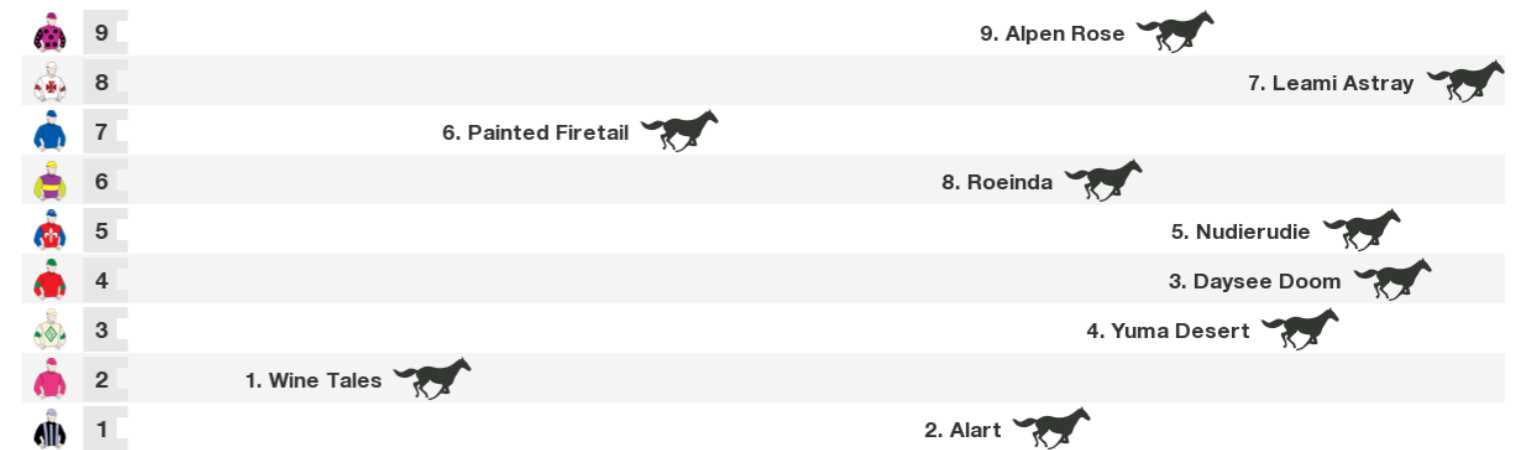 9 9. Alpen Rose
8 7. Leami Astray
7 6. Painted Firetail
6 8. Roeinda
5 5. Nudierudie
4 3. Daysee Doom
3 4. Yuma Desert
2 1. Wine Tales
1 2. Alart